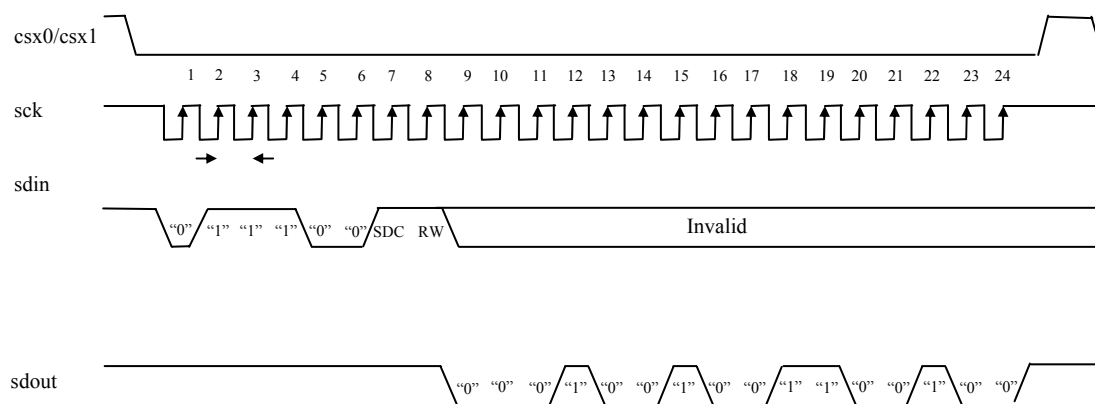 csx0/csx1
1 2 3 4 5 6 7 8 9 10 11 12 13 14 15 16 17 18 19 20 21 22 23 24
sck
sdin
“0” “1” “1” “1” “0” “0” SDC RW Invalid
sdout
“0” “0” “0” “1” “0” “0” “1” “0” “0” “1” “1” “0” “0” “1” “0” “0”